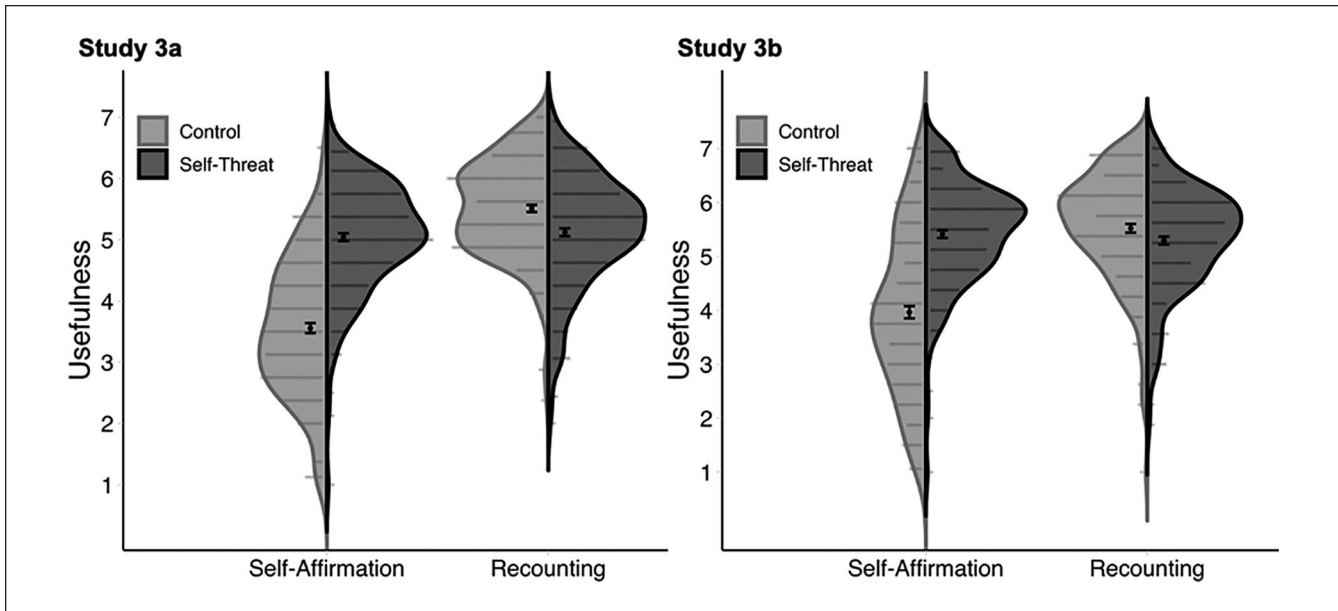 Study 3a
Usefulness
7
6
5
4
3
2
1
Control
Self-Threat
Self-Affirmation
Recounting
Study 3b
Usefulness
7
6
5
4
3
2
1
Control
Self-Threat
Self-Affirmation
Recounting